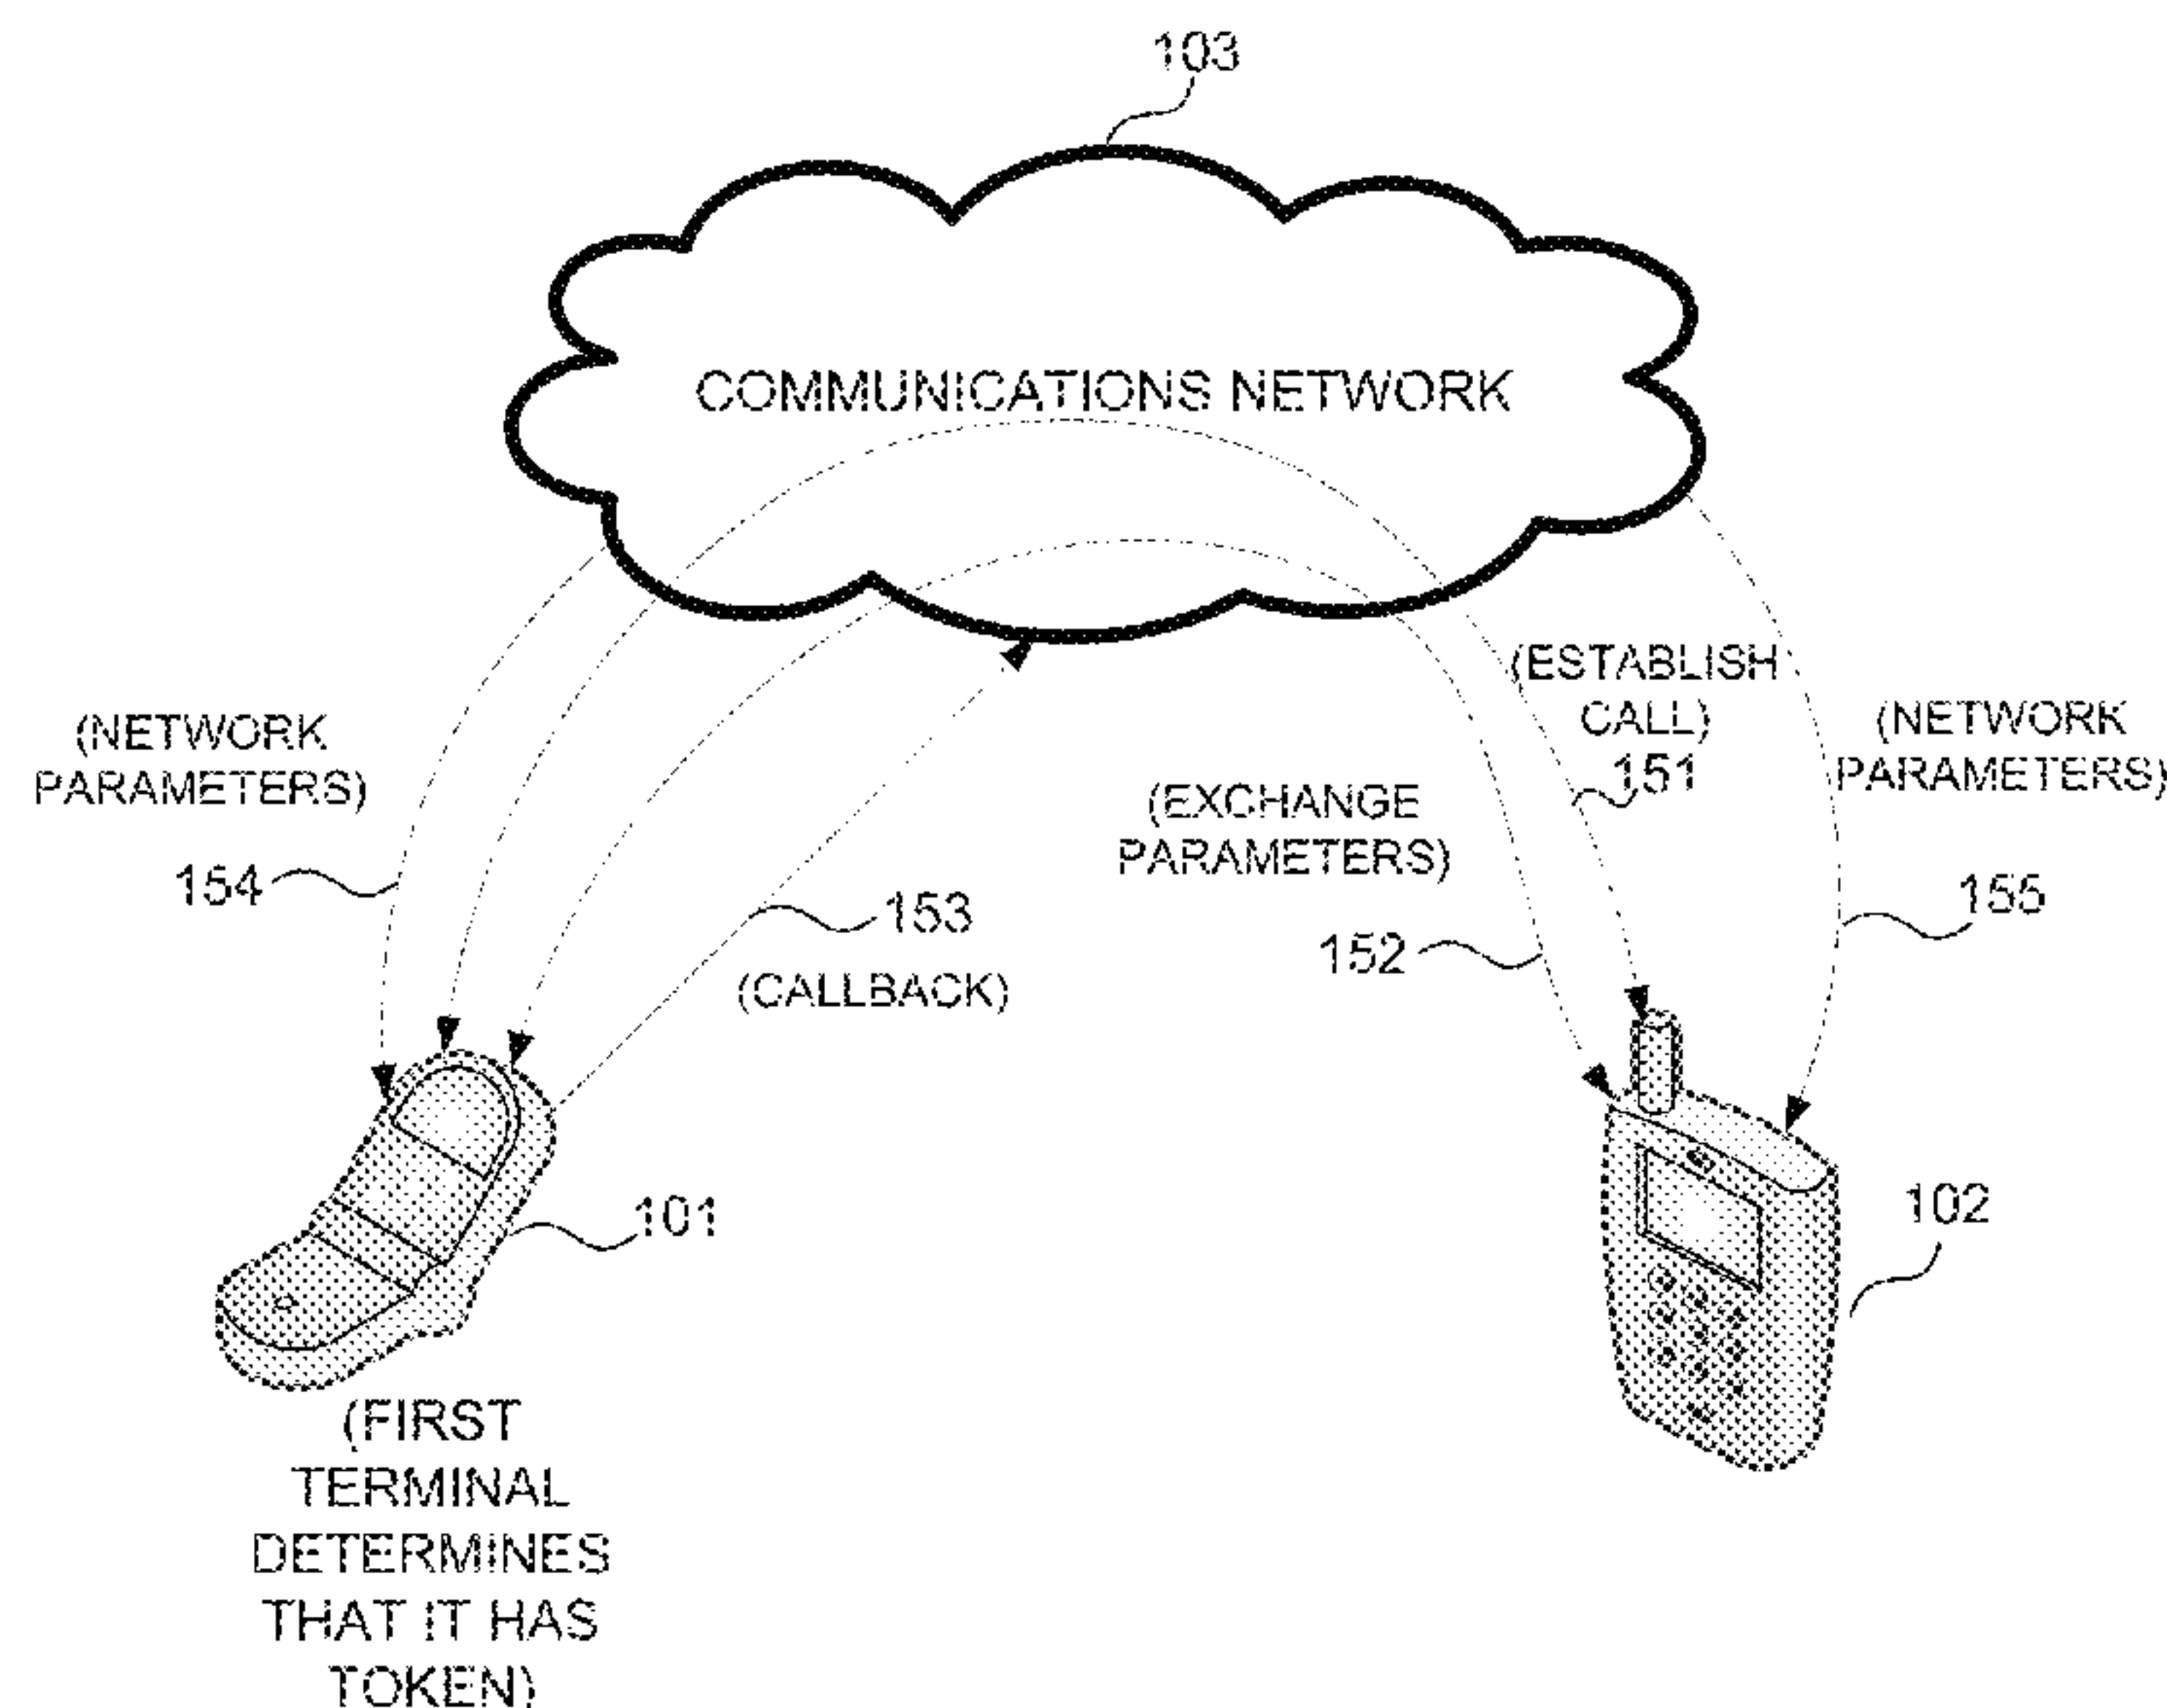 103
COMMUNICATIONS NETWORK
(ESTABLISH
CALL)
151
(NETWORK
PARAMETERS)
(NETWORK
PARAMETERS)
(EXCHANGE
PARAMETERS)
154
153
155
152
(CALLBACK)
101
102
(FIRST
TERMINAL
DETERMINES
THAT IT HAS
TOKEN)